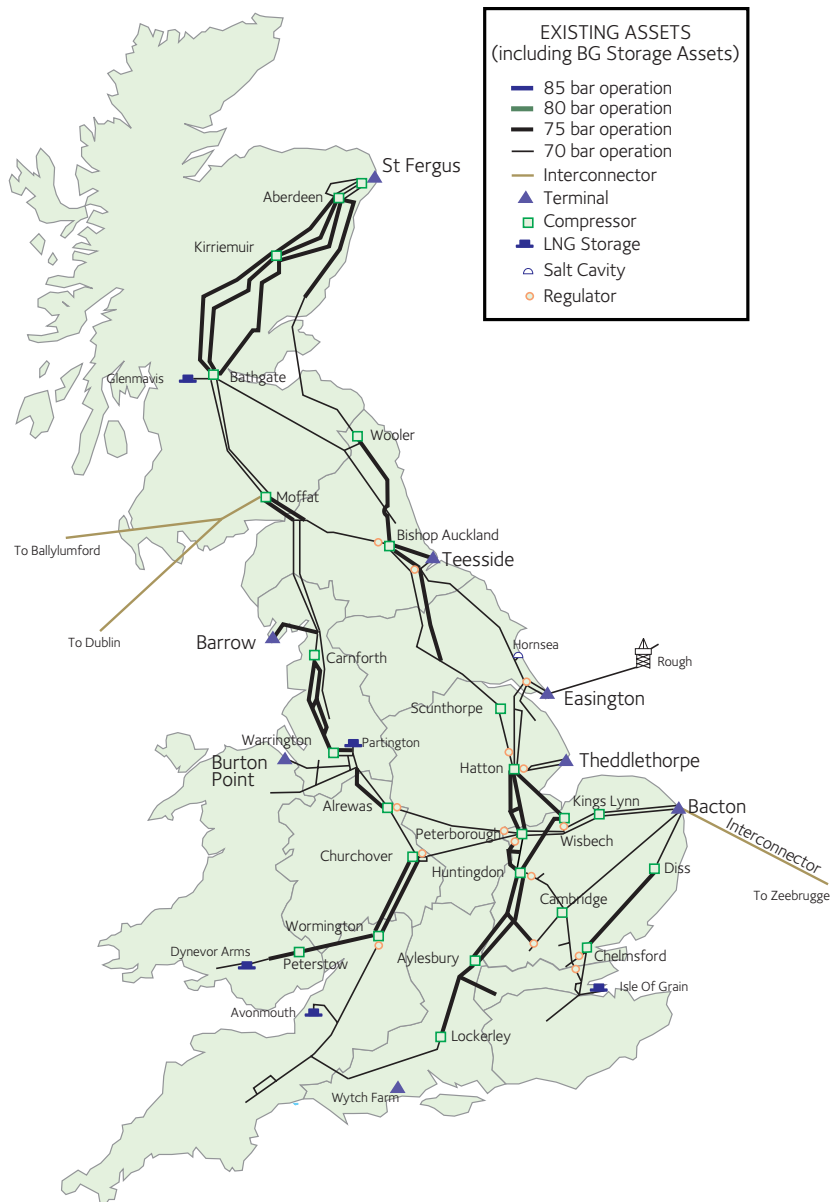 EXISTING ASSETS
(including BG Storage Assets)
85 bar operation
80 bar operation
75 bar operation
70 bar operation
Interconnector
Terminal
Compressor
LNG Storage
Salt Cavity
Regulator
St Fergus
Aberdeen
Kirriemuir
Glenmavis
Bathgate
Wooler
Moffat
Bishop Auckland
To Ballylumford
Teesside
To Dublin
Barrow
Hornsea
Carnforth
Rough
Easington
Scunthorpe
Warrington
Partington
Burton
Point
Theddlethorpe
Hatton
Alrewas
Kings Lynn
Bacton
Peterborough
Wisbech
Interconnector
Churchover
Huntingdon
Diss
To Zeebrugge
Cambridge
Wormington
Dynevor Arms
Peterstow
Aylesbury
Chelmsford
Isle Of Grain
Avonmouth
Lockerley
Wytch Farm